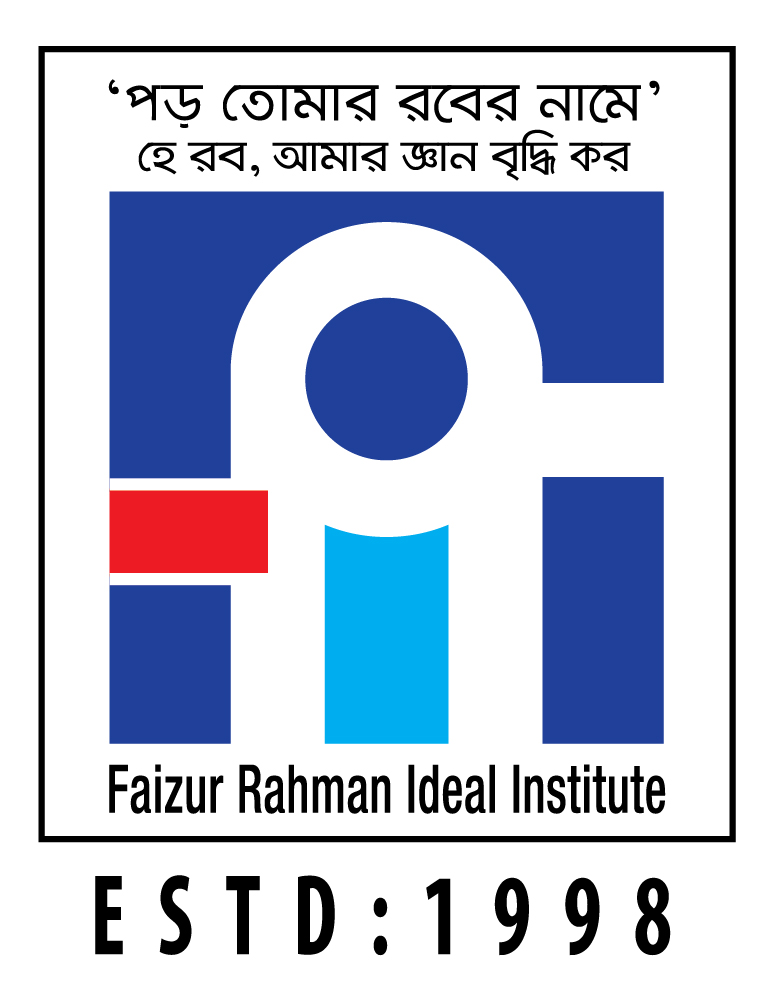 ‘পড় তোমার রবের নামে’
হে রব, আমার জ্ঞান বৃদ্ধি কর
Faizur Rahman Ideal Institute
ESTD:1998